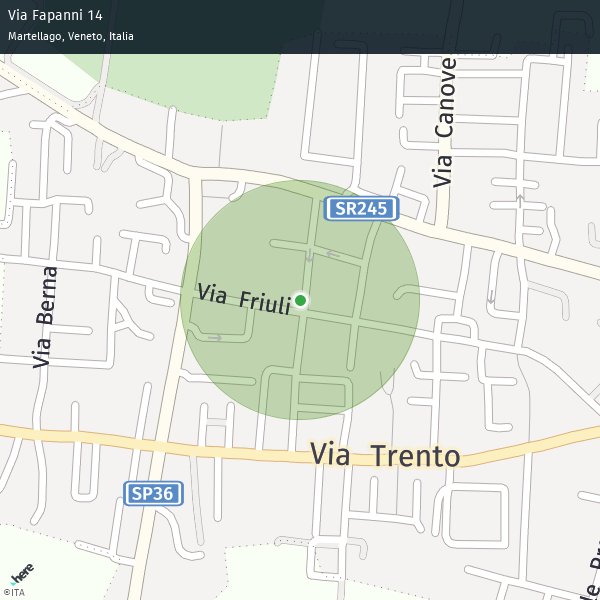 Via Fapanni 14
Martellago, Veneto, Italia
Via Canove
SR245
Via Berna
Via Friuli
Via Trento
SP36
here
©ITA